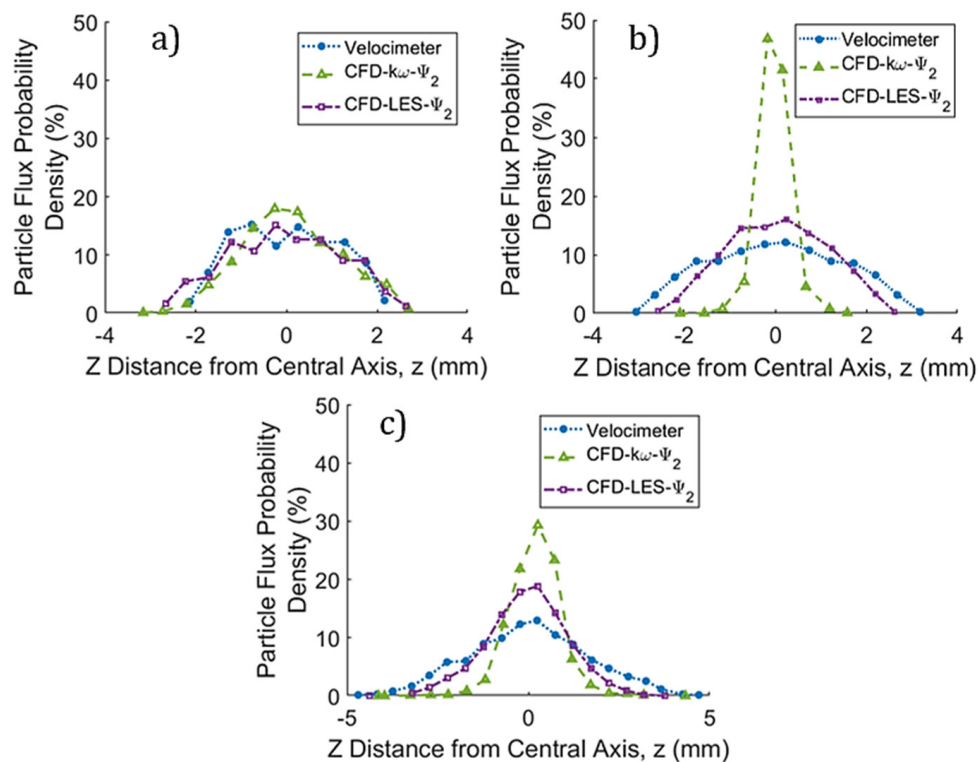 a)
Velocimeter
CFD-kω-Ψ₂
CFD-LES-Ψ₂
Particle Flux Probability
Density (%)
50
40
30
20
10
0
-4
-2
0
2
4
Z Distance from Central Axis, z (mm)
b)
Velocimeter
CFD-kω-Ψ₂
CFD-LES-Ψ₂
Particle Flux Probability
Density (%)
50
40
30
20
10
0
-4
-2
0
2
4
Z Distance from Central Axis, z (mm)
c)
Velocimeter
CFD-kω-Ψ₂
CFD-LES-Ψ₂
Particle Flux Probability
Density (%)
50
40
30
20
10
0
-5
0
5
Z Distance from Central Axis, z (mm)